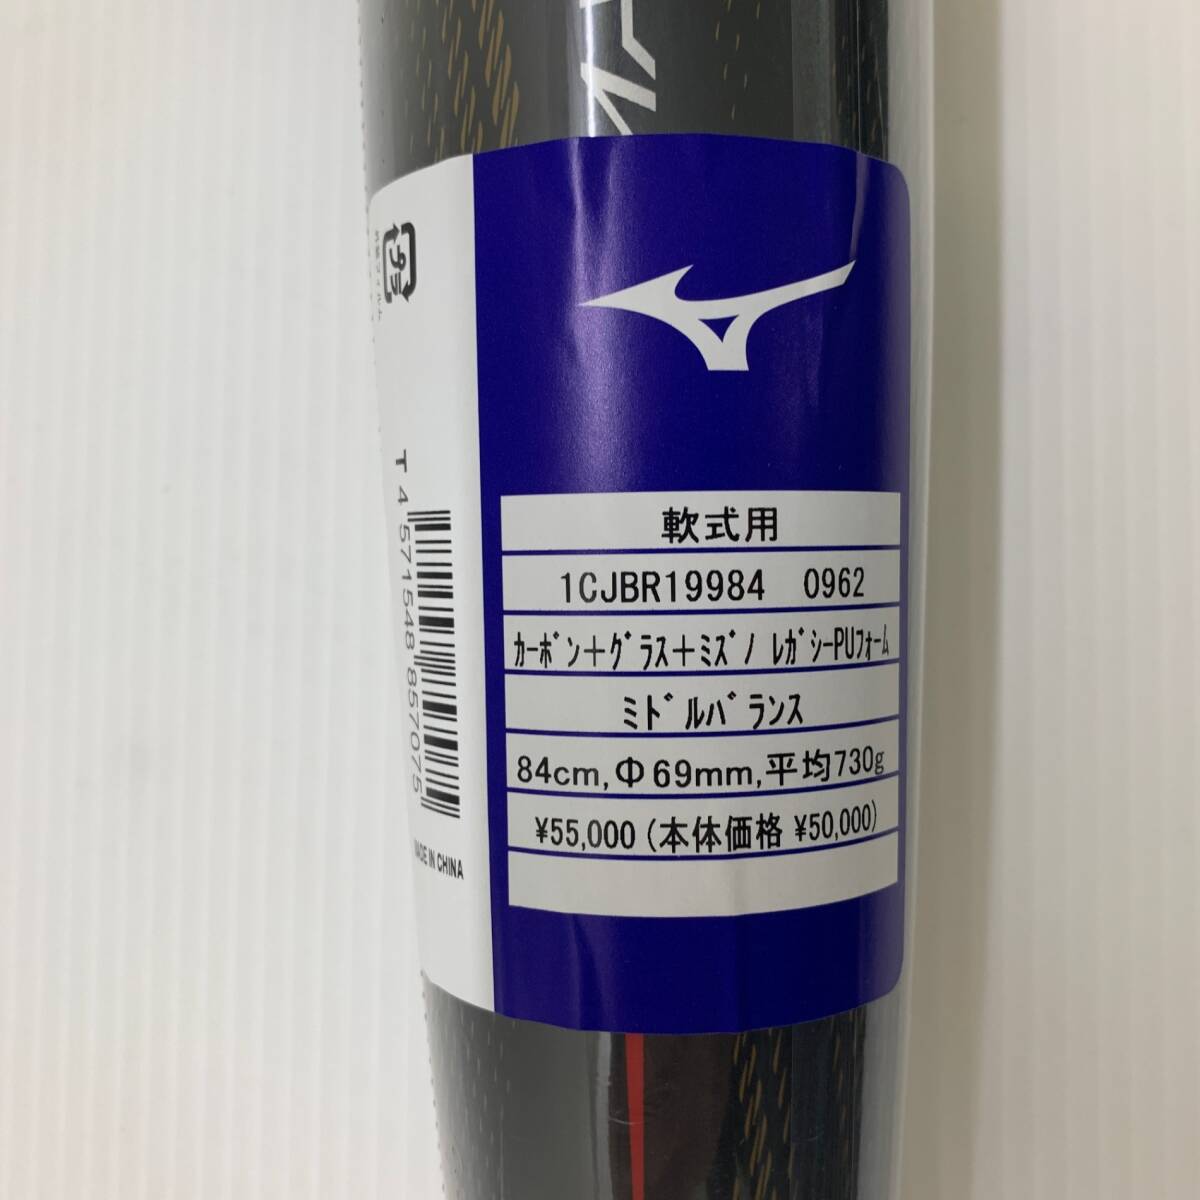 軟式用
1CJBR19984 0962
ｶｰﾎﾞﾝ＋ｸﾞﾗｽ＋ﾐｽﾞﾉ ﾚｶﾞｼｰPUﾌｫｰﾑ
ミドﾞルバﾞランス
84cm,Φ69mm,平均730g
¥55,000 (本体価格 ¥50,000)
プラ
T 4 571548 857075
MADE IN CHINA